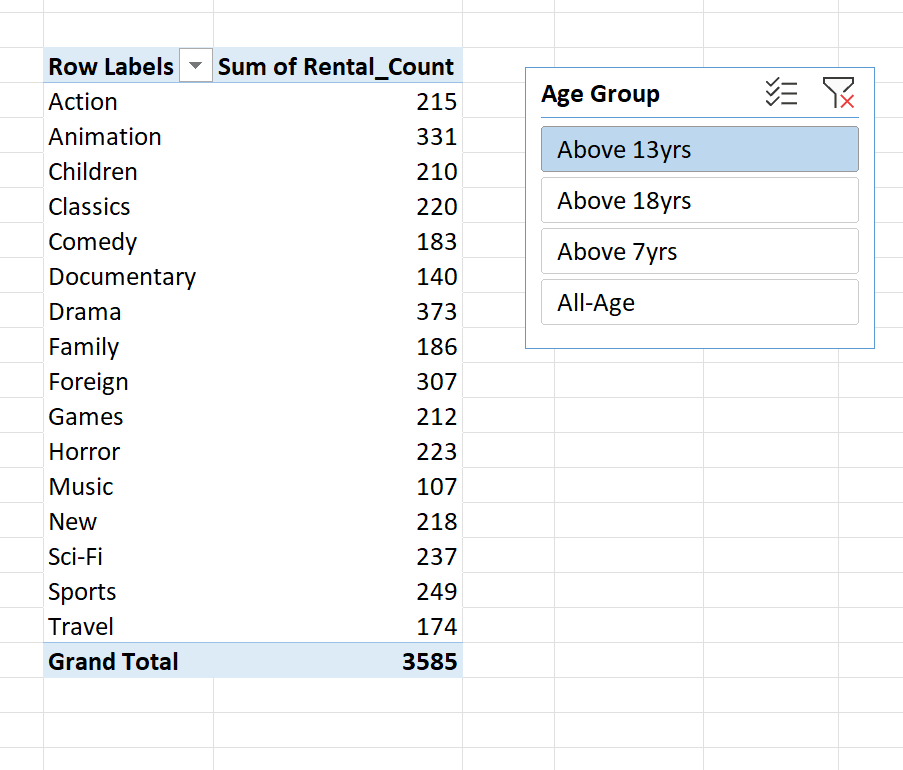 Row Labels Sum of Rental_Count
Action 215
Animation 331
Children 210
Classics 220
Comedy 183
Documentary 140
Drama 373
Family 186
Foreign 307
Games 212
Horror 223
Music 107
New 218
Sci-Fi 237
Sports 249
Travel 174
Grand Total 3585
Age Group
Above 13yrs
Above 18yrs
Above 7yrs
All-Age